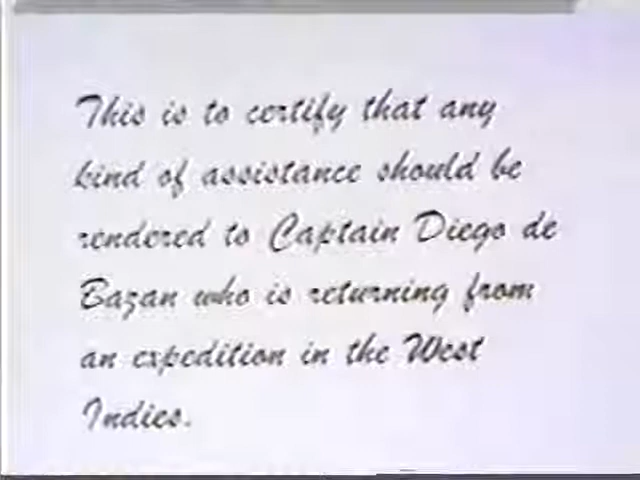 This is to certify that any
kind of assistance should be
rendered to Captain Diego de
Bazan who is returning from
an expedition in the West
Indies.